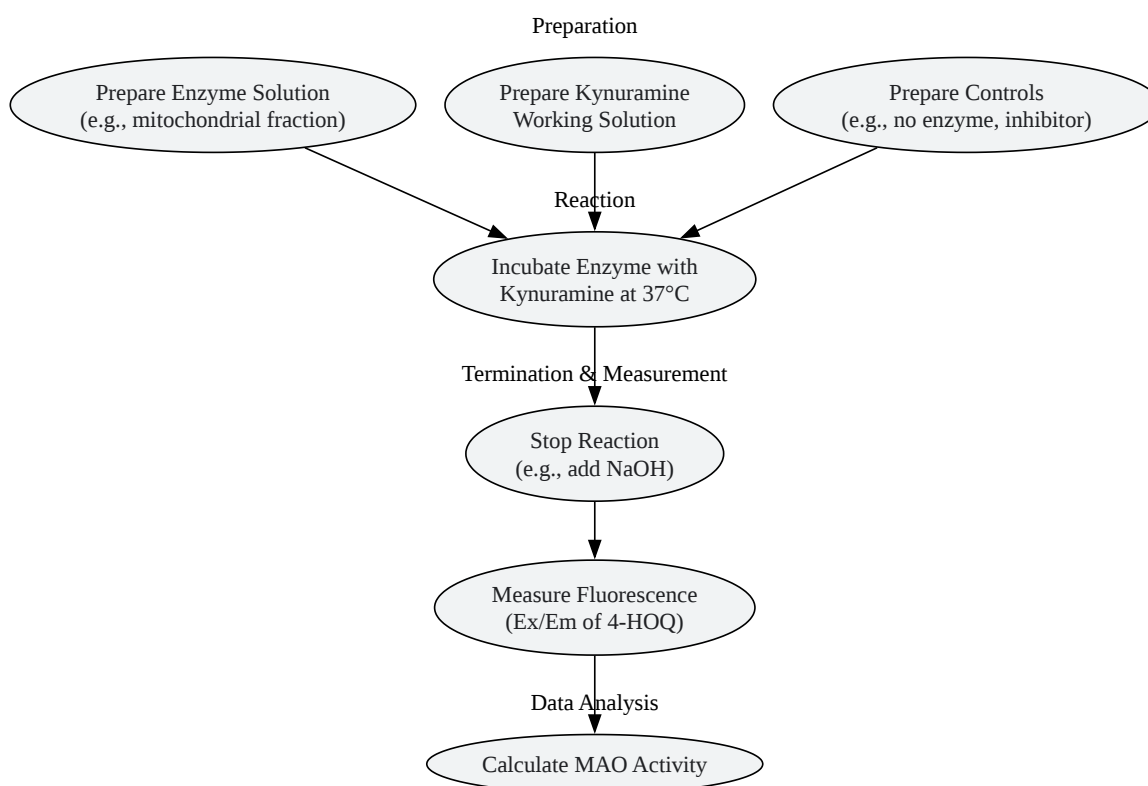 Preparation
Prepare Enzyme Solution
(e.g., mitochondrial fraction)
Prepare Kynuramine
Working Solution
Prepare Controls
(e.g., no enzyme, inhibitor)
Reaction
Incubate Enzyme with
Kynuramine at 37°C
Termination & Measurement
Stop Reaction
(e.g., add NaOH)
Measure Fluorescence
(Ex/Em of 4-HOQ)
Data Analysis
Calculate MAO Activity